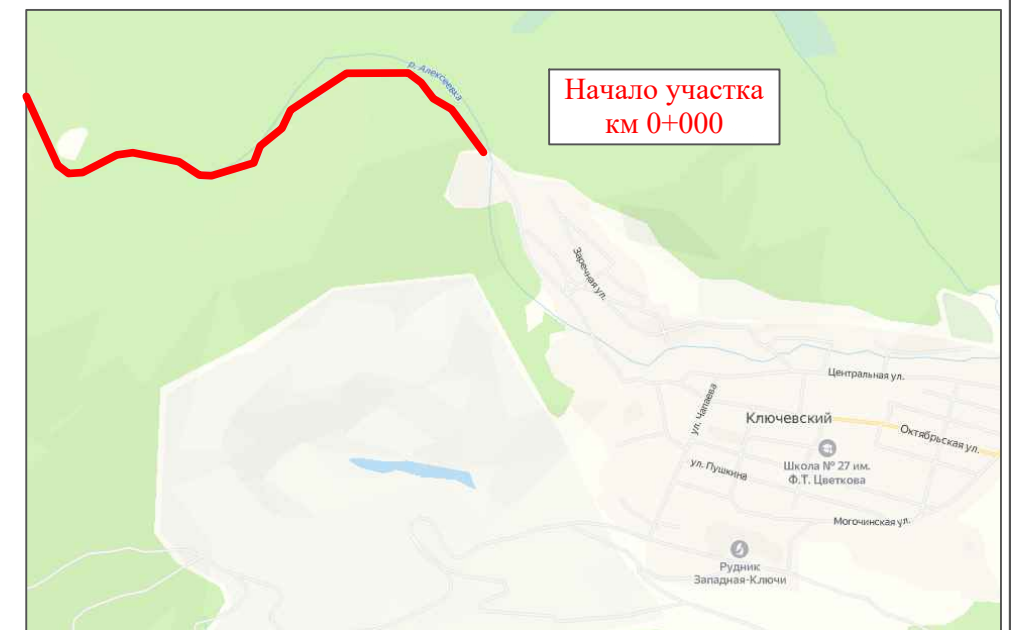 р. Алексеевка
Начало участка
км 0+000
Заречная ул.
Центральная ул.
ул. Чапаева
Ключевский
Октябрьская ул.
ул. Пушкина
Школа № 27 им.
Ф.Т. Цветкова
Могочинская ул.
Рудник
Западная-Ключи